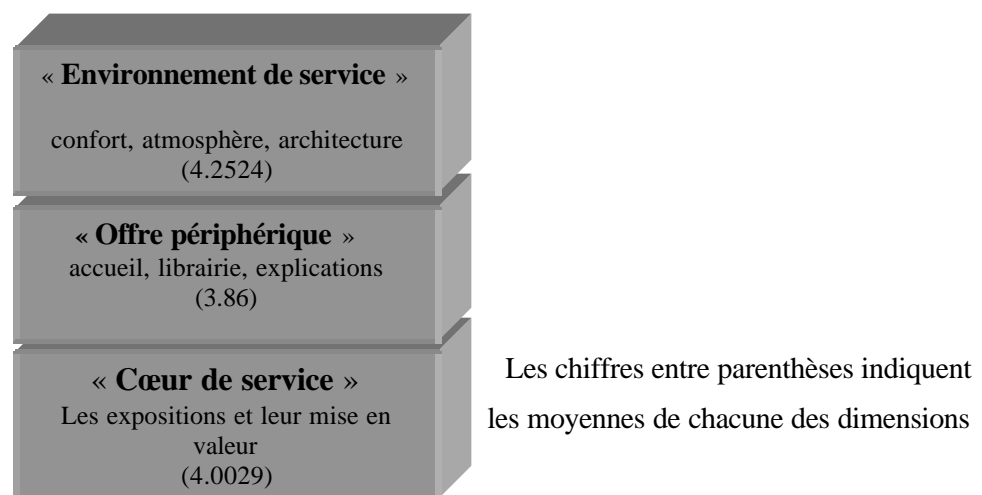 « Environnement de service »
confort, atmosphère, architecture
(4.2524)
« Offre périphérique »
accueil, librairie, explications
(3.86)
« Cœur de service »
Les expositions et leur mise en
valeur
(4.0029)
Les chiffres entre parenthèses indiquent
les moyennes de chacune des dimensions